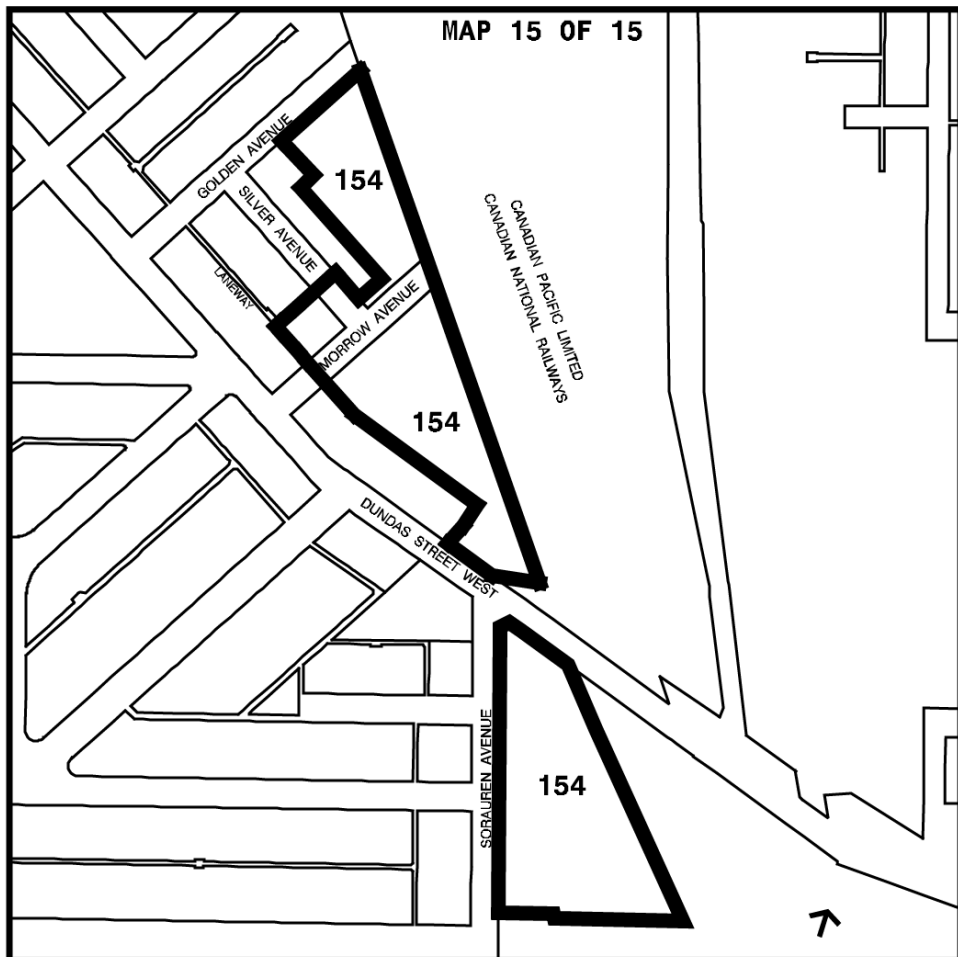 MAP 15 OF 15
GOLDEN AVENUE
154
SILVER AVENUE
LANEWAY
MORROW AVENUE
CANADIAN PACIFIC LIMITED
CANADIAN NATIONAL RAILWAYS
154
DUNDAS STREET WEST
SORAUREN AVENUE
154